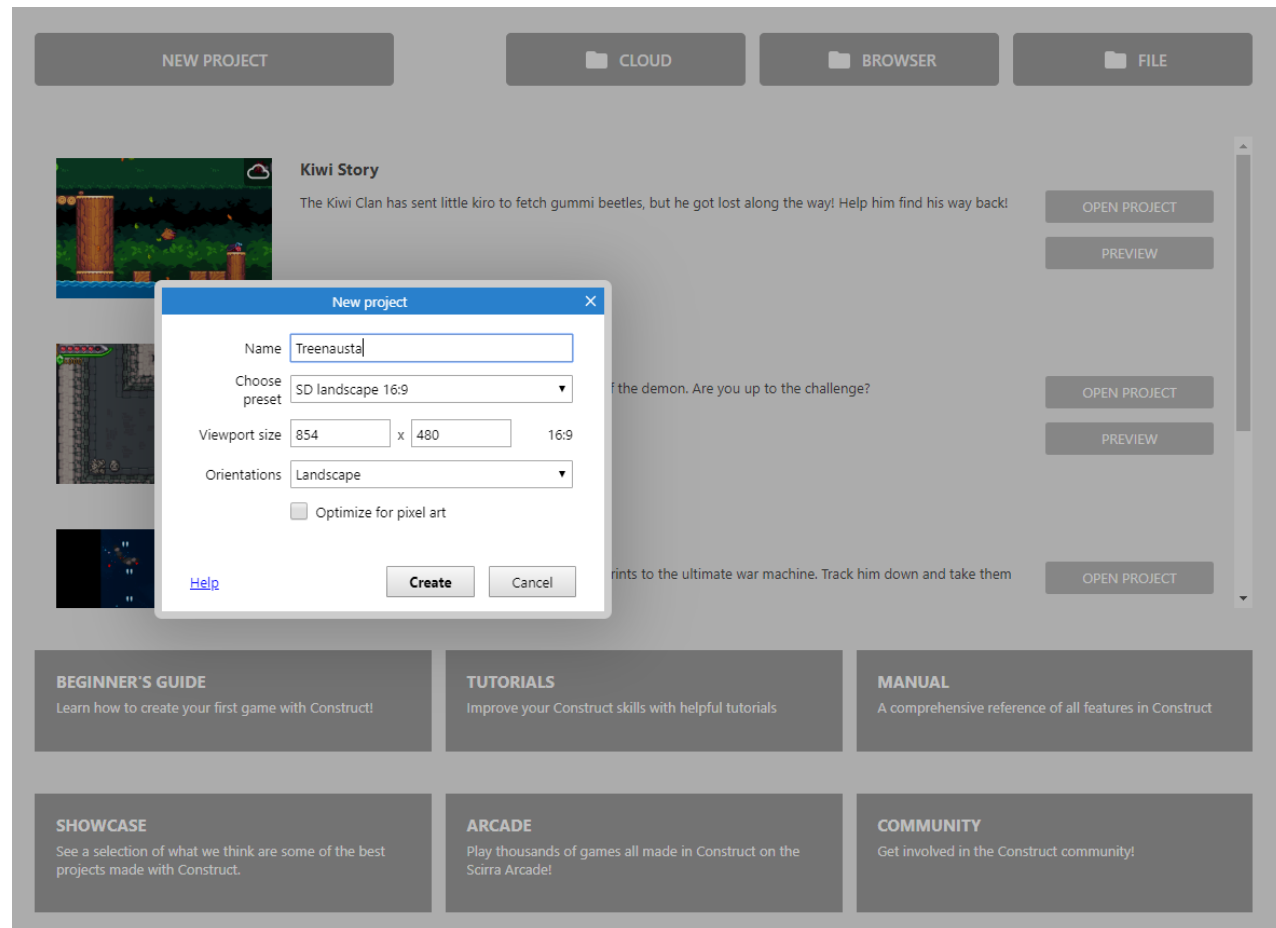 NEW PROJECT
CLOUD
BROWSER
FILE
Kiwi Story
The Kiwi Clan has sent little kiro to fetch gummi beetles, but he got lost along the way! Help him find his way back!
OPEN PROJECT
PREVIEW
New project
Name
Treenausta
Choose
preset
SD landscape 16:9
Viewport size
854
x
480
16:9
Orientations
Landscape
Optimize for pixel art
Help
Create
Cancel
the demon. Are you up to the challenge?
OPEN PROJECT
PREVIEW
rints to the ultimate war machine. Track him down and take them
OPEN PROJECT
BEGINNER'S GUIDE
Learn how to create your first game with Construct!
TUTORIALS
Improve your Construct skills with helpful tutorials
MANUAL
A comprehensive reference of all features in Construct
SHOWCASE
See a selection of what we think are some of the best
projects made with Construct.
ARCADE
Play thousands of games all made in Construct on the
Scirra Arcade!
COMMUNITY
Get involved in the Construct community!